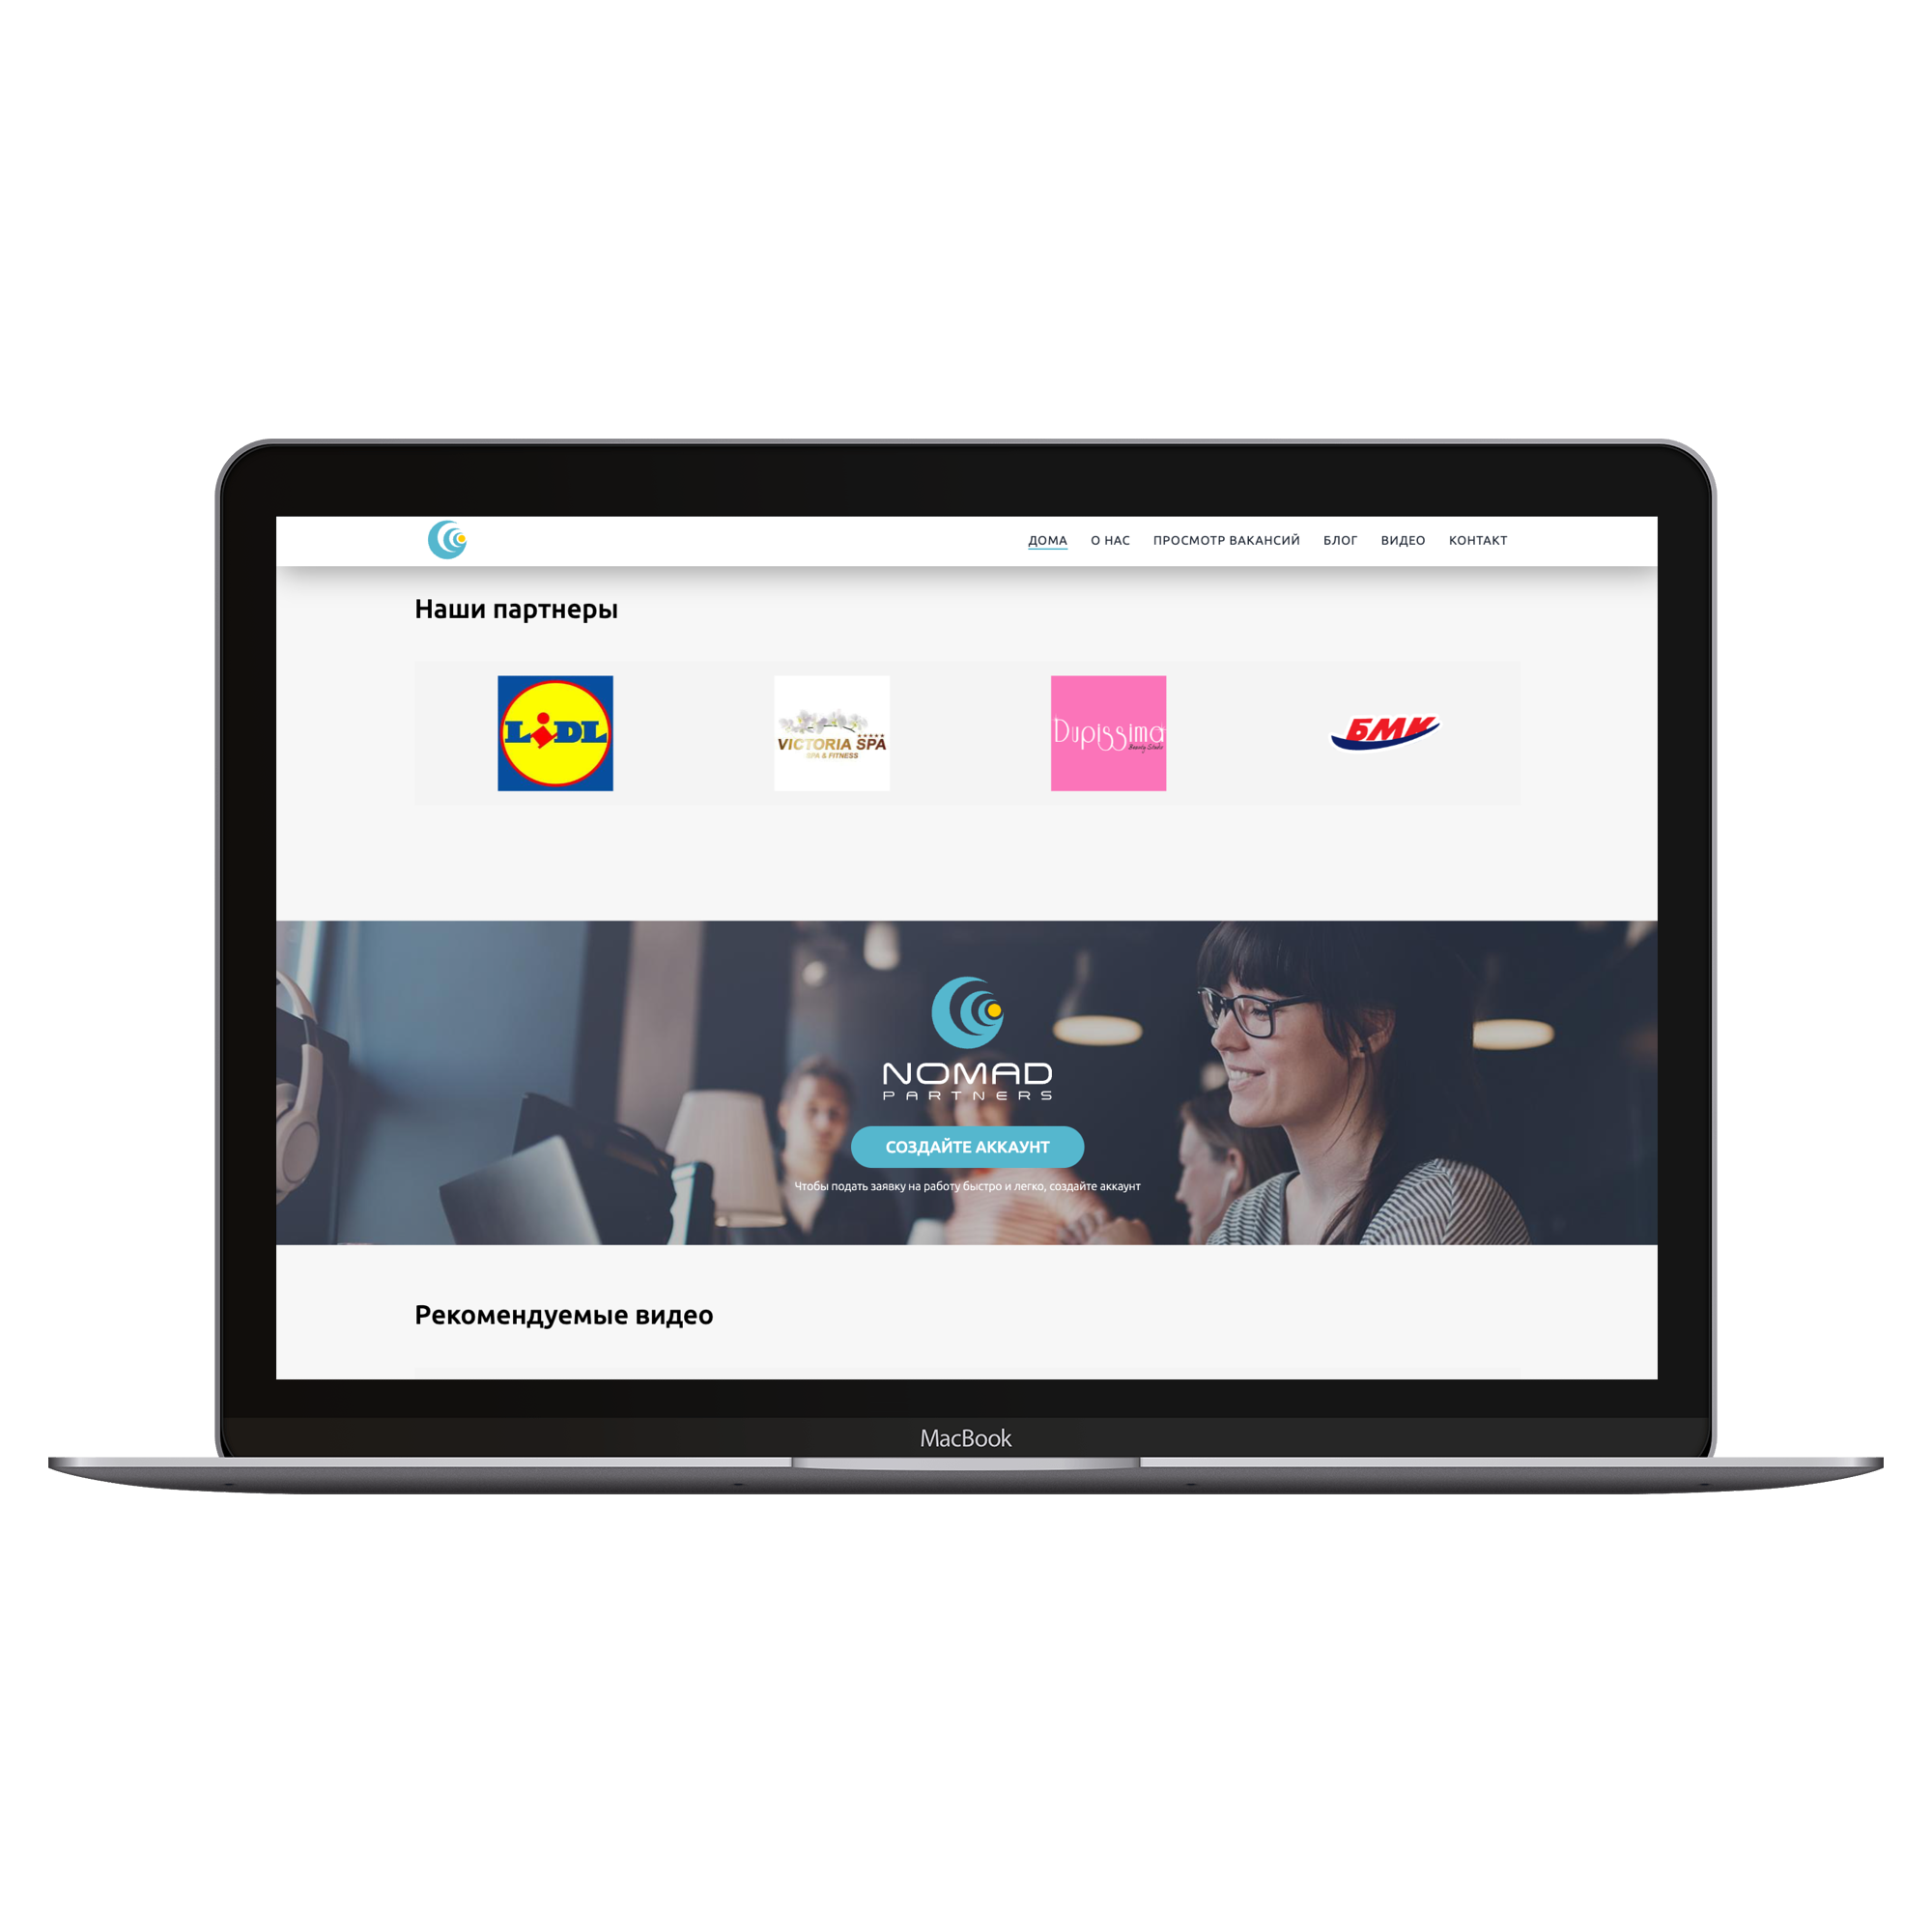 ДОМА О НАС ПРОСМОТР ВАКАНСИЙ БЛОГ ВИДЕО КОНТАКТ
Наши партнеры
LiDL
VICTORIA SPA
SPA & FITNESS
Dupissima
Beauty Studio
БМК
NOMAD
PARTNERS
СОЗДАЙТЕ АККАУНТ
Чтобы подать заявку на работу быстро и легко, создайте аккаунт
Рекомендуемые видео
MacBook